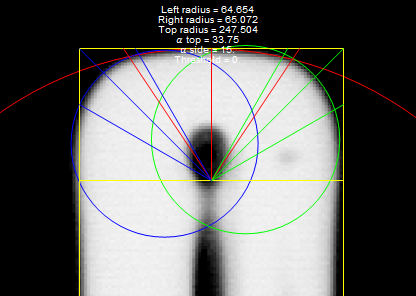 Left radius = 64.654
Right radius = 65.072
Top radius = 247.504
α top = 33.75
α side = 15.
Threshold = 0